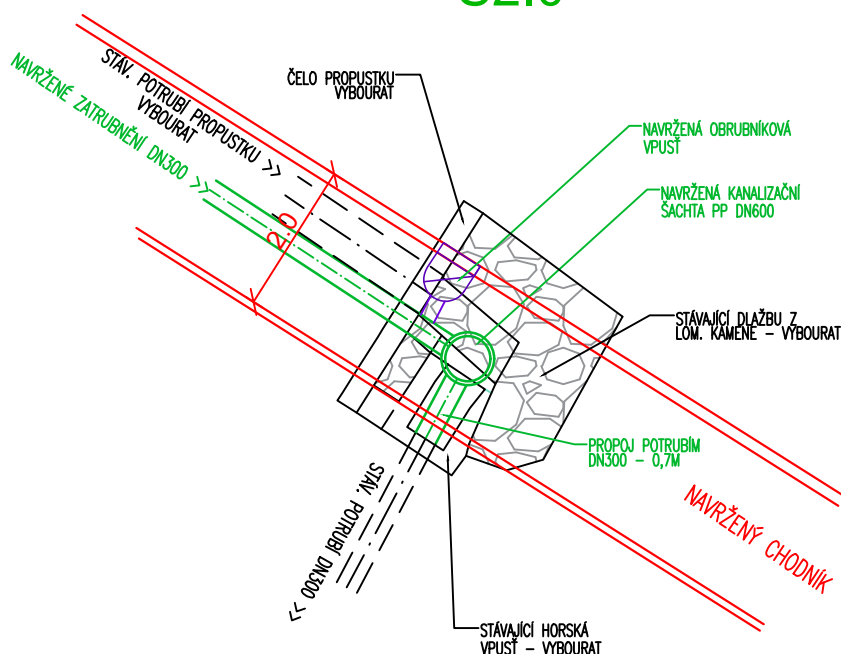 STÁV. POTRUBÍ PROPUSTKU >>
VYBOURAT
NAVRŽENÉ ZATRUBNĚNÍ DN300 >>
ČELO PROPUSTKU
VYBOURAT
NAVRŽENÁ OBRUBNÍKOVÁ
VPUSŤ
NAVRŽENÁ KANALIZAČNÍ
ŠACHTA PP DN600
2.0
STÁVAJÍCÍ DLAŽBU Z
LOM. KAMENE – VYBOURAT
PROPOJ POTRUBÍM
DN300 – 0,7M
NAVRŽENÝ CHODNÍK
STÁV. POTRUBÍ DN300 >>
STÁVAJÍCÍ HORSKÁ
VPUSŤ – VYBOURAT